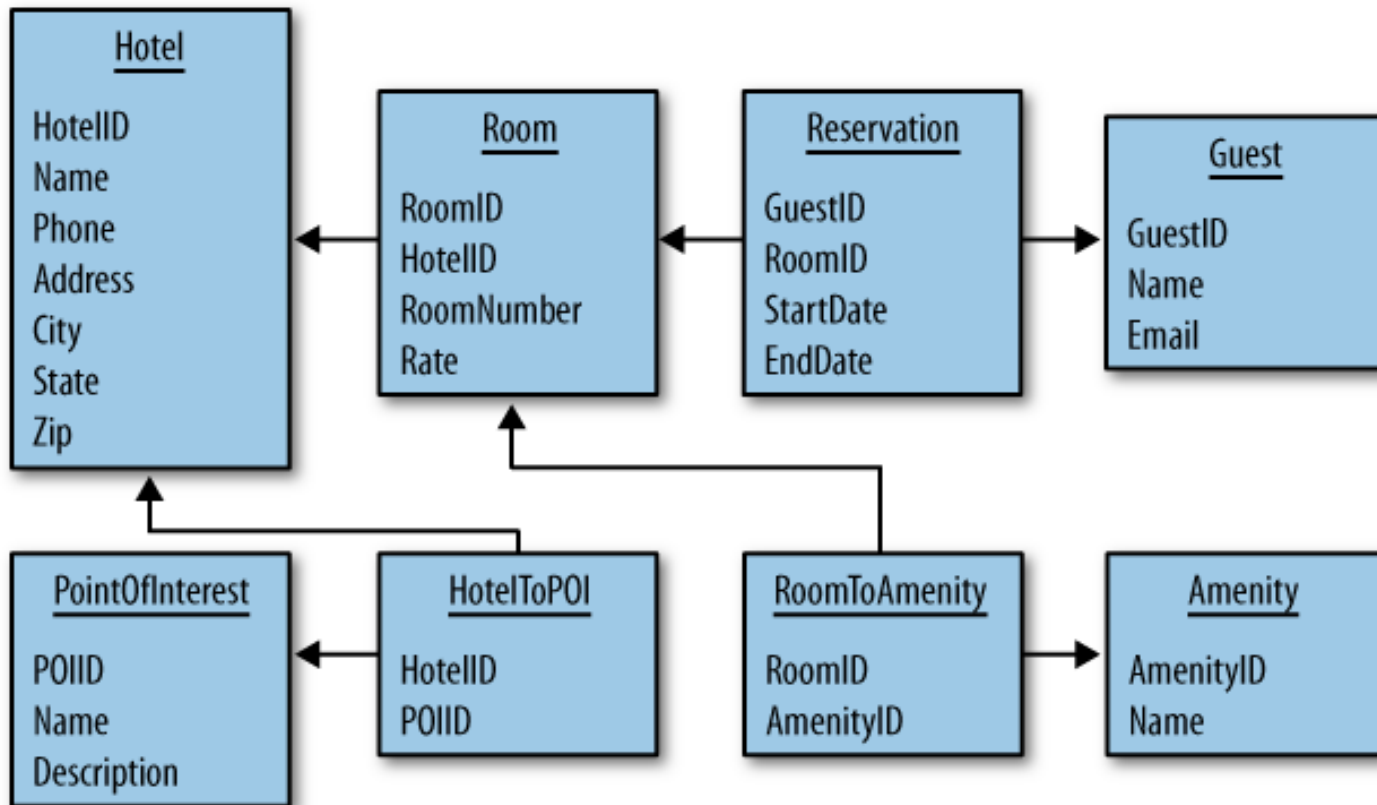 Hotel
HotelID
Name
Phone
Address
City
State
Zip
Room
RoomID
HotelID
RoomNumber
Rate
Reservation
GuestID
RoomID
StartDate
EndDate
Guest
GuestID
Name
Email
PointOfInterest
POIID
Name
Description
HotelToPOI
HotelID
POIID
RoomToAmenity
RoomID
AmenityID
Amenity
AmenityID
Name